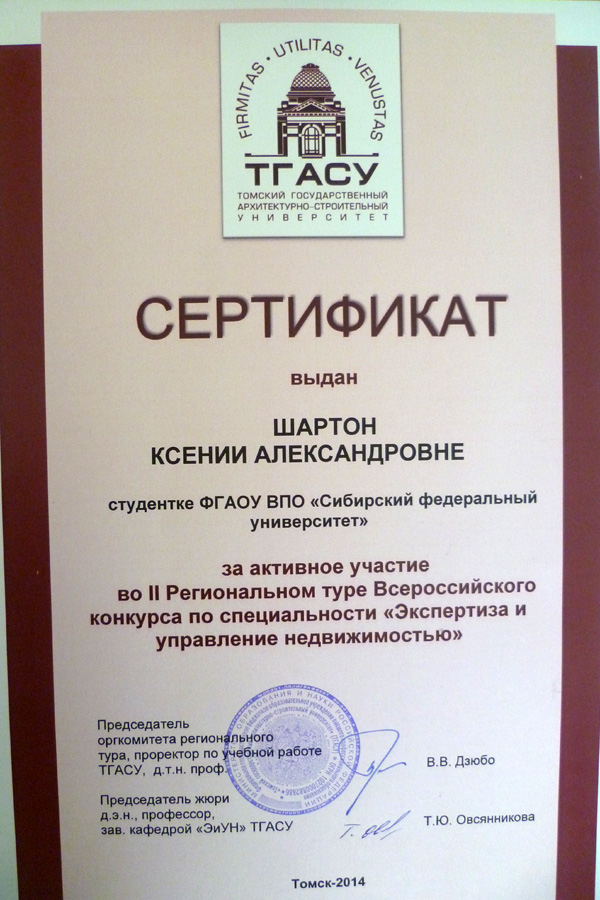 FIRMITAS · UTILITAS · VENUSTAS
ТГАСУ
ТОМСКИЙ ГОСУДАРСТВЕННЫЙ
АРХИТЕКТУРНО-СТРОИТЕЛЬНЫЙ
УНИВЕРСИТЕТ
СЕРТИФИКАТ
выдан
ШАРТОН
КСЕНИИ АЛЕКСАНДРОВНЕ
студентке ФГАОУ ВПО «Сибирский федеральный
университет»
за активное участие
во II Региональном туре Всероссийского
конкурса по специальности «Экспертиза и
управление недвижимостью»
Председатель
оргкомитета регионального
тура, проректор по учебной работе
ТГАСУ, д.т.н. проф.
В.В. Дзюбо
Председатель жюри
д.э.н., профессор,
зав. кафедрой «ЭиУН» ТГАСУ
Т.Ю. Овсянникова
Томск-2014